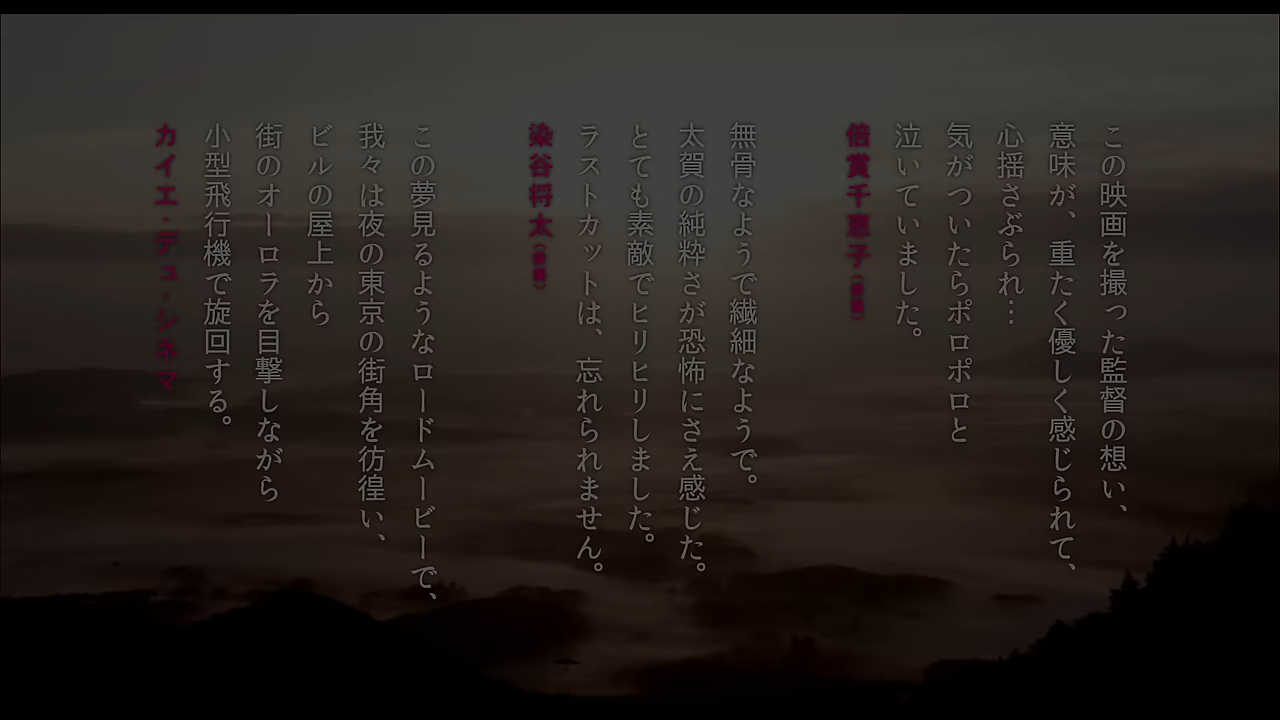 この映画を撮った監督の想い、
意味が、重たく優しく感じられて、
心揺さぶられ…
気がついたらポロポロと
泣いていました。
倍賞千恵子
無骨なようで繊細なようで。
太賀の純粋さが恐怖にさえ感じた。
とても素敵でヒリヒリしました。
ラストカットは、忘れられません。
染谷将太
この夢見るようなロードムービーで、
我々は夜の東京の街角を彷徨い、
ビルの屋上から
街のオーロラを目撃しながら
小型飛行機で旋回する。
カイエ・デュ・シネマ